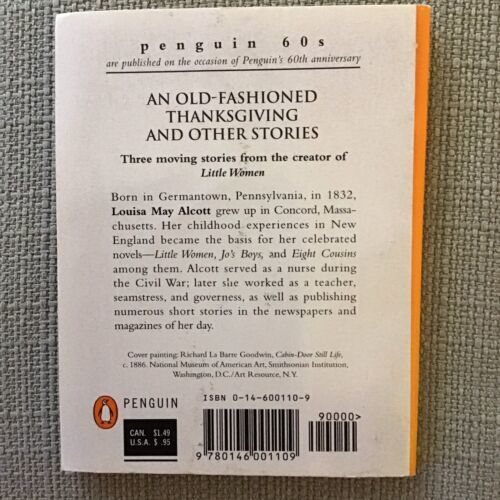 penguin 60s
are published on the occasion of Penguin's 60th anniversary
AN OLD-FASHIONED
THANKSGIVING
AND OTHER STORIES
Three moving stories from the creator of
Little Women
Born in Germantown, Pennsylvania, in 1832,
Louisa May Alcott grew up in Concord, Massa-
chusetts. Her childhood experiences in New
England became the basis for her celebrated
novels—Little Women, Jo's Boys, and Eight Cousins
among them. Alcott served as a nurse during
the Civil War; later she worked as a teacher,
seamstress, and governess, as well as publishing
numerous short stories in the newspapers and
magazines of her day.
Cover painting: Richard La Barre Goodwin, Cabin-Door Still Life,
c. 1886. National Museum of American Art, Smithsonian Institution,
Washington, D.C./Art Resource, N.Y.
PENGUIN
CAN. $1.49
U.S.A. $ .95
ISBN 0-14-600110-9
90000>
9 780146 001109